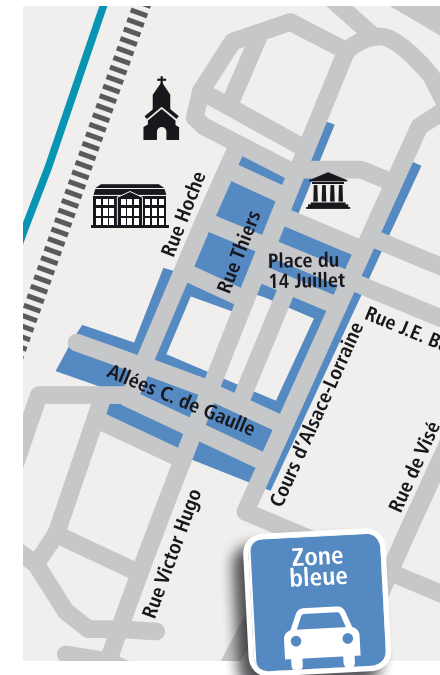 Rue Hoche
Rue Thiers
Place du
14 Juillet
Rue J.E.
Allées C. de Gaulle
Cours d'Alsace-Lorraine
Rue de Visé
Rue Victor Hugo
Zone
bleue